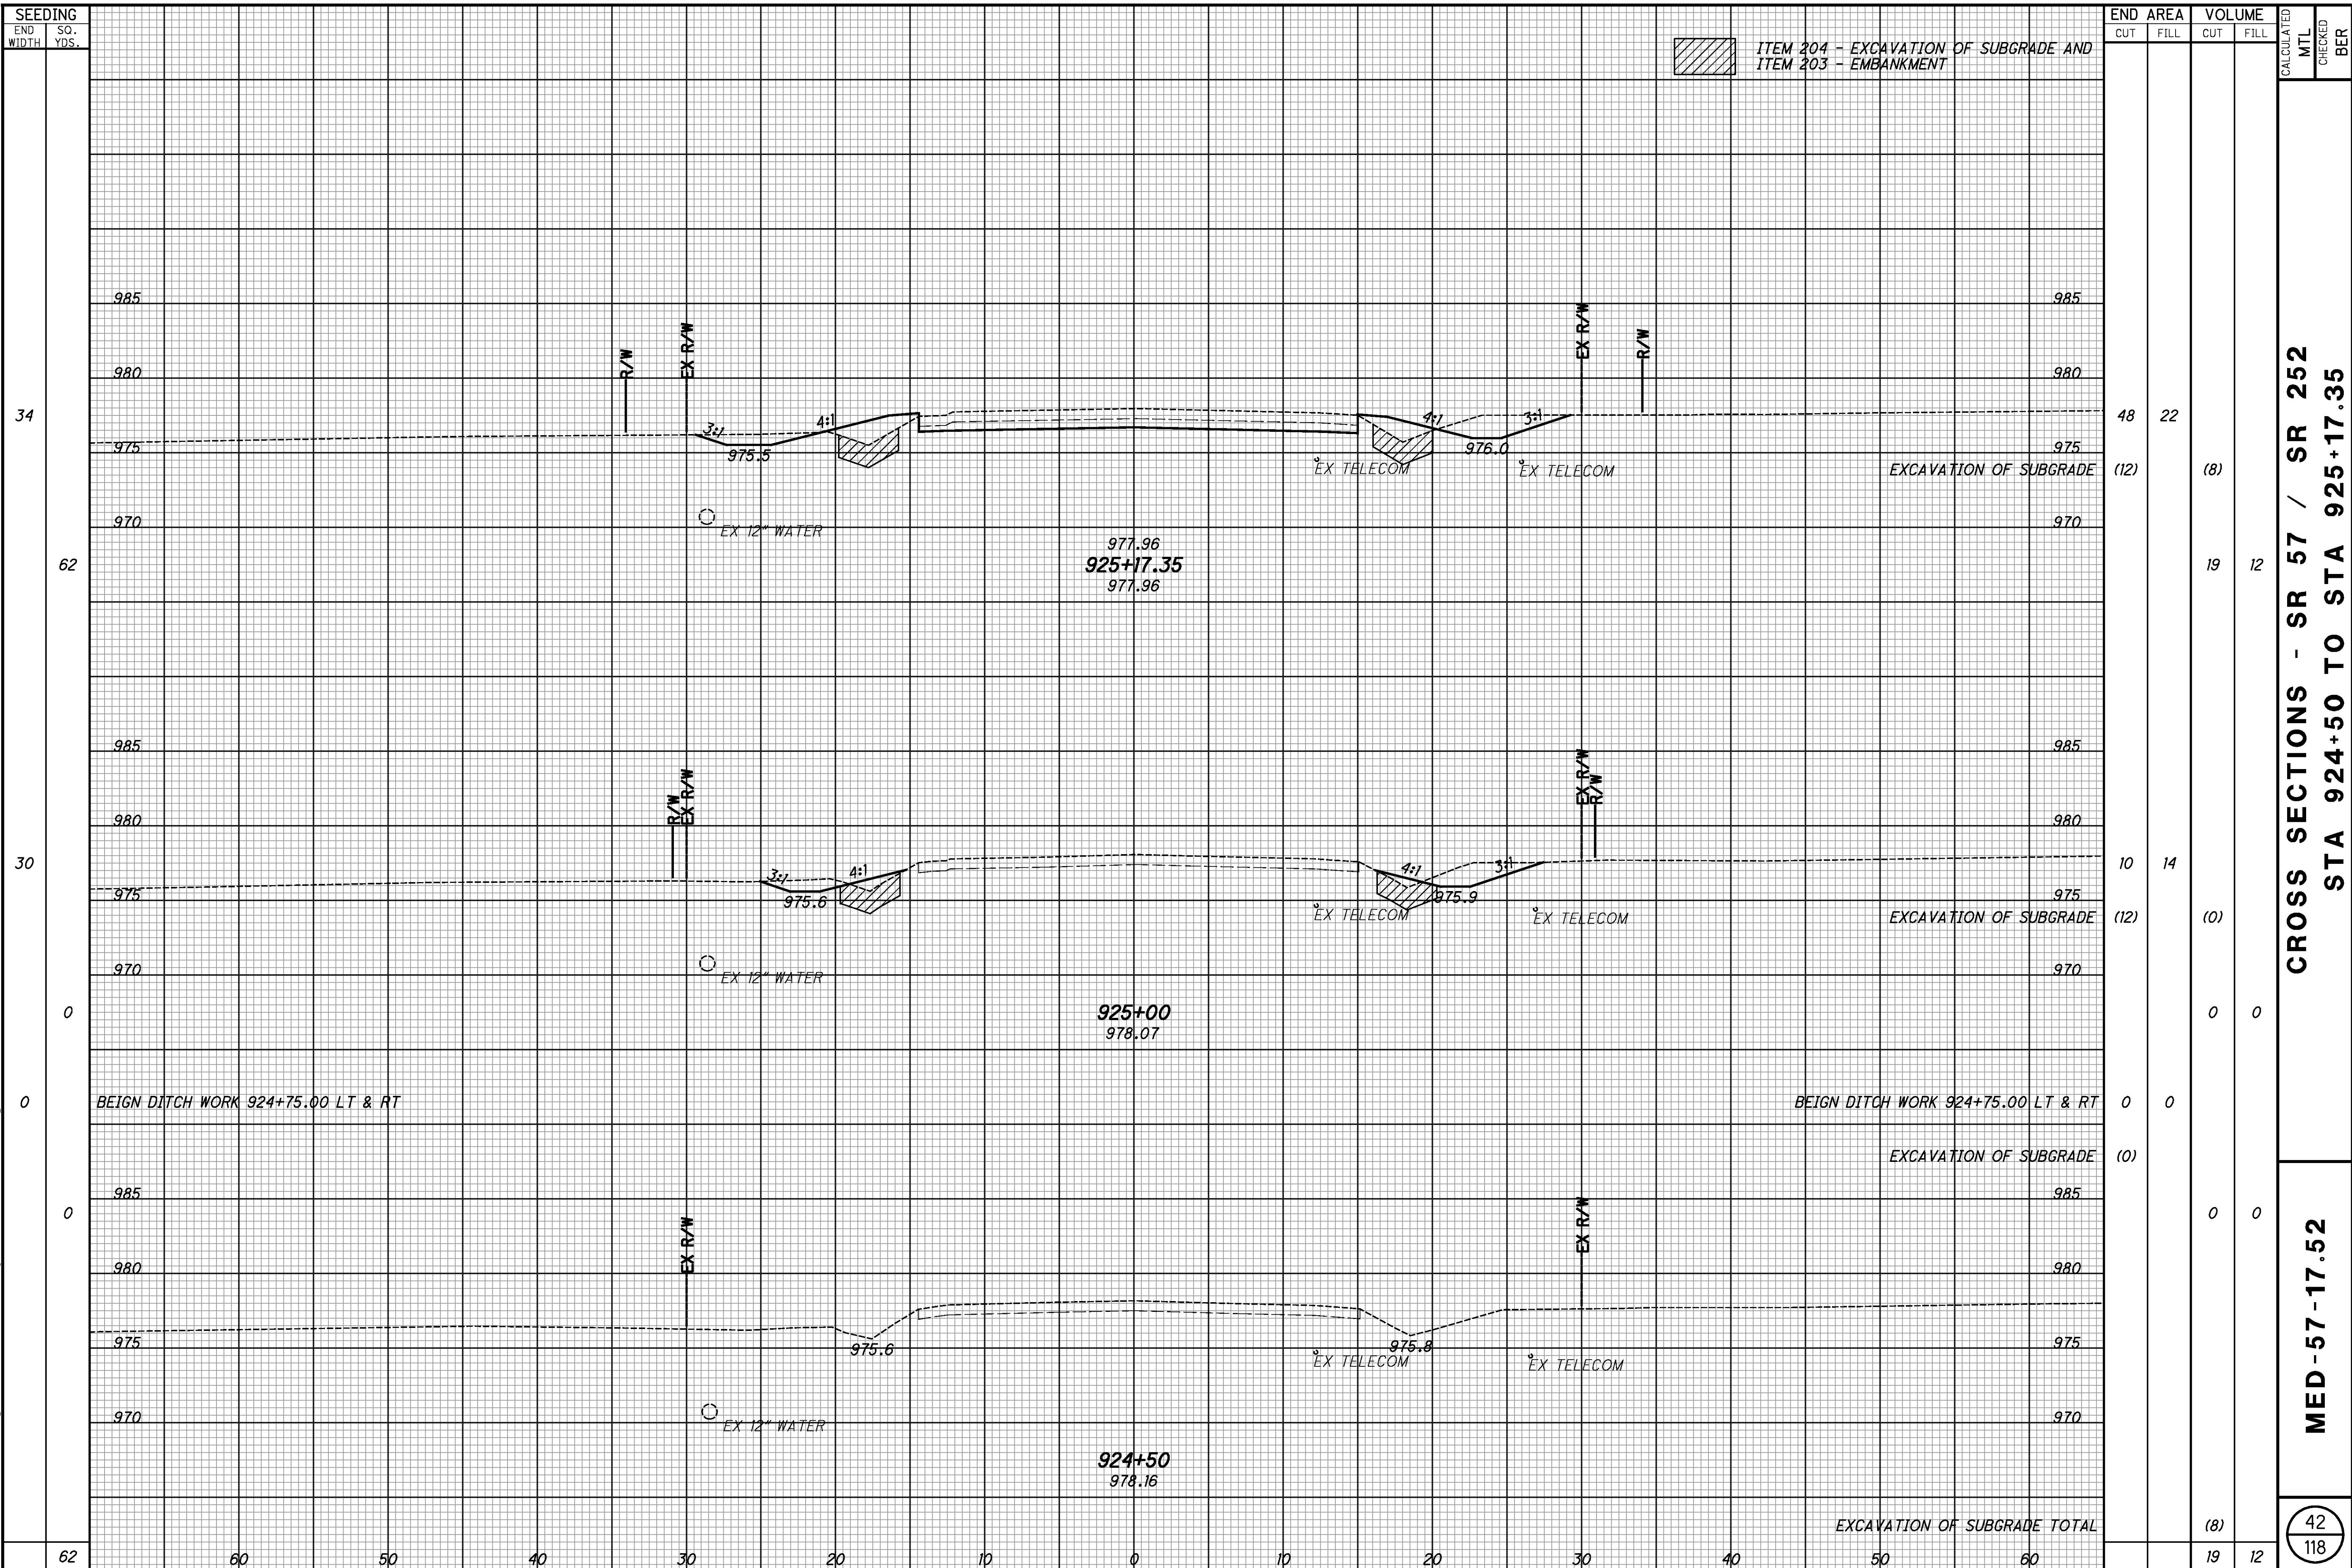 SEEDING
END WIDTH
SQ. YDS.
END AREA
VOLUME
CUT
FILL
CUT
FILL
CALCULATED
MTL
CHECKED
BER
ITEM 204 - EXCAVATION OF SUBGRADE AND
ITEM 203 - EMBANKMENT
985
985
EX R/W
EX R/W
R/W
R/W
980
980
34
3:1
4:1
4:1
3:1
48
22
975
975.5
976.0
975
EX TELECOM
EX TELECOM
EXCAVATION OF SUBGRADE
(12)
(8)
970
EX 12" WATER
970
977.96
62
925+17.35
19
12
977.96
985
985
EX R/W
EX R/W
R/W
R/W
980
980
30
3:1
4:1
4:1
3:1
10
14
975
975.6
975.9
975
EX TELECOM
EX TELECOM
EXCAVATION OF SUBGRADE
(12)
(0)
970
EX 12" WATER
970
0
925+00
0
0
978.07
0
BEIGN DITCH WORK 924+75.00 LT & RT
BEIGN DITCH WORK 924+75.00 LT & RT
0
0
EXCAVATION OF SUBGRADE
(0)
985
985
0
0
0
EX R/W
EX R/W
980
980
975
975.6
975.8
975
EX TELECOM
EX TELECOM
970
EX 12" WATER
970
924+50
978.16
EXCAVATION OF SUBGRADE TOTAL
(8)
62
60
50
40
30
20
10
0
10
20
30
40
50
60
19
12
CROSS SECTIONS - SR 57 / SR 252
STA 924+50 TO STA 925+17.35
MED-57-17.52
42
118